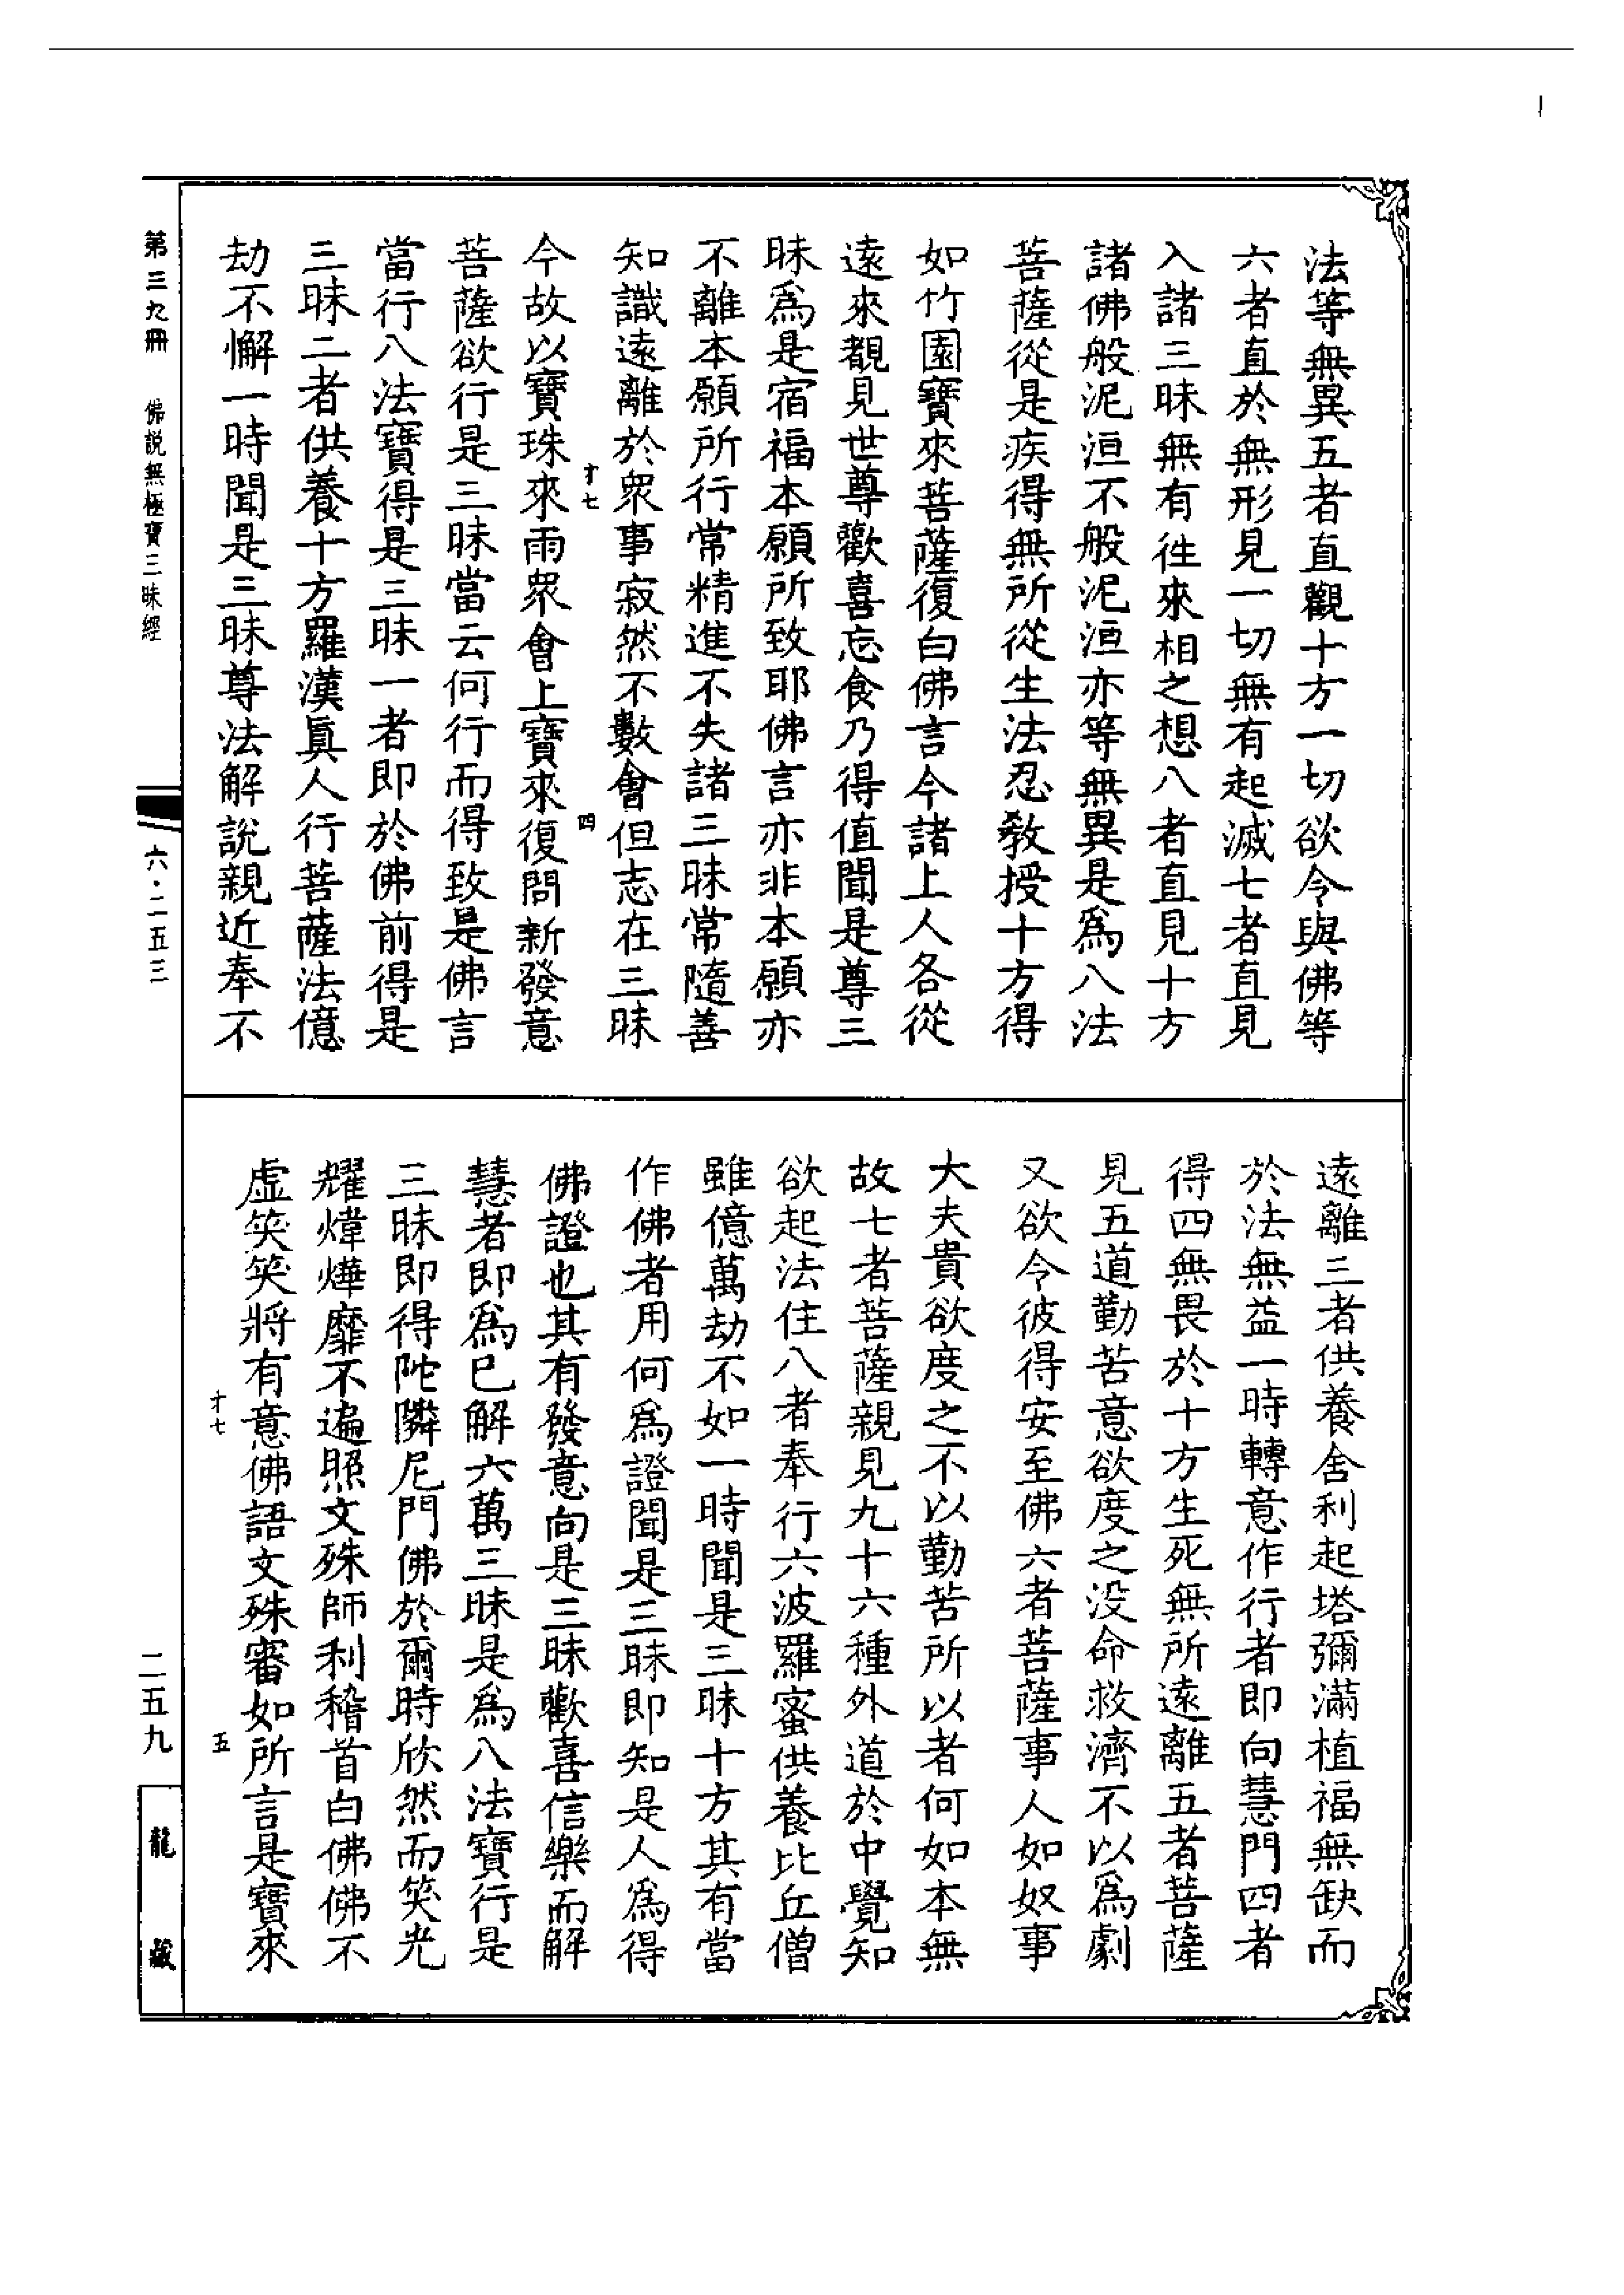 法等無異五者直觀十方一切欲令與佛等
六者直於無形見一切無有起滅七者直見
入諸三昧無有徃來相之想八者直見十方
諸佛般泥洹不般泥洹亦等無異是爲八法
菩薩從是疾得無所從生法忍敎授十方得
如竹園寶來菩薩復白佛言今諸上人各從
遠來覩見世尊歡喜忘食乃得值聞是尊三
昧爲是宿福本願所致耶佛言亦非本願亦
不離本願所行常精進不失諸三昧常隨善
知識遠離於衆事寂然不數會但志在三昧
才七 四
今故以寶珠來雨衆會上寶來復問新發意
菩薩欲行是三昧當云何行而得致是佛言
當行八法寶得是三昧一者即於佛前得是
三昧二者供養十方羅漢眞人行菩薩法億
劫不懈一時聞是三昧尊法解說親近奉不
遠離三者供養舍利起塔彌滿植福無缺而
於法無益一時轉意作行者即向慧門四者
得四無畏於十方生死無所遠離五者菩薩
見五道勤苦意欲度之没命救濟不以爲劇
又欲令彼得安至佛六者菩薩事人如奴事
大夫貴欲度之不以勤苦所以者何如本無
故七者菩薩親見九十六種外道於中覺知
欲起法住八者奉行六波羅蜜供養比丘僧
雖億萬劫不如一時聞是三昧十方其有當
作佛者用何爲證聞是三昧即知是人爲得
佛證也其有發意向是三昧歡喜信樂而解
慧者即爲已解六萬三昧是爲八法寶行是
三昧即得陀隣尼門佛於爾時欣然而笑光
耀煒燁靡不遍照文殊師利稽首白佛佛不
虛笑笑將有意佛語文殊審如所言是寶來
才七 五
第三九冊 佛説無極寶三昧經
六·二五三
二五九
龍藏